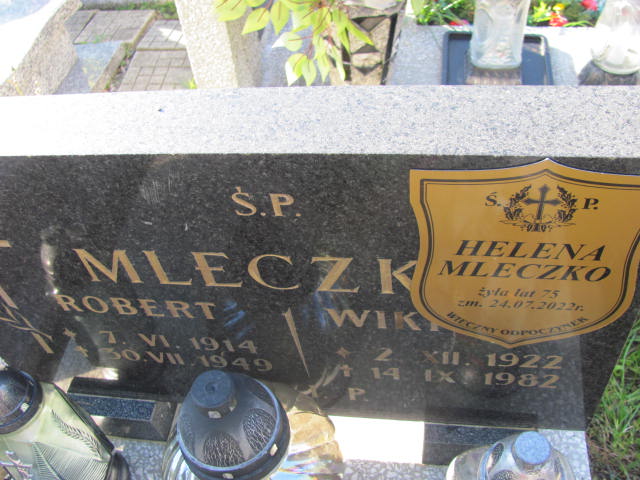 Ś.P.
MLECZK
ROBERT
* 7. VI. 1914
30. VII. 1949
WIK
* 2 XII. 1922
† 14 IX 1982
P.
Ś. P.
HELENA
MLECZKO
żyła lat 75
zm. 24.07.2022r.
WIECZNY ODPOCZYNEK